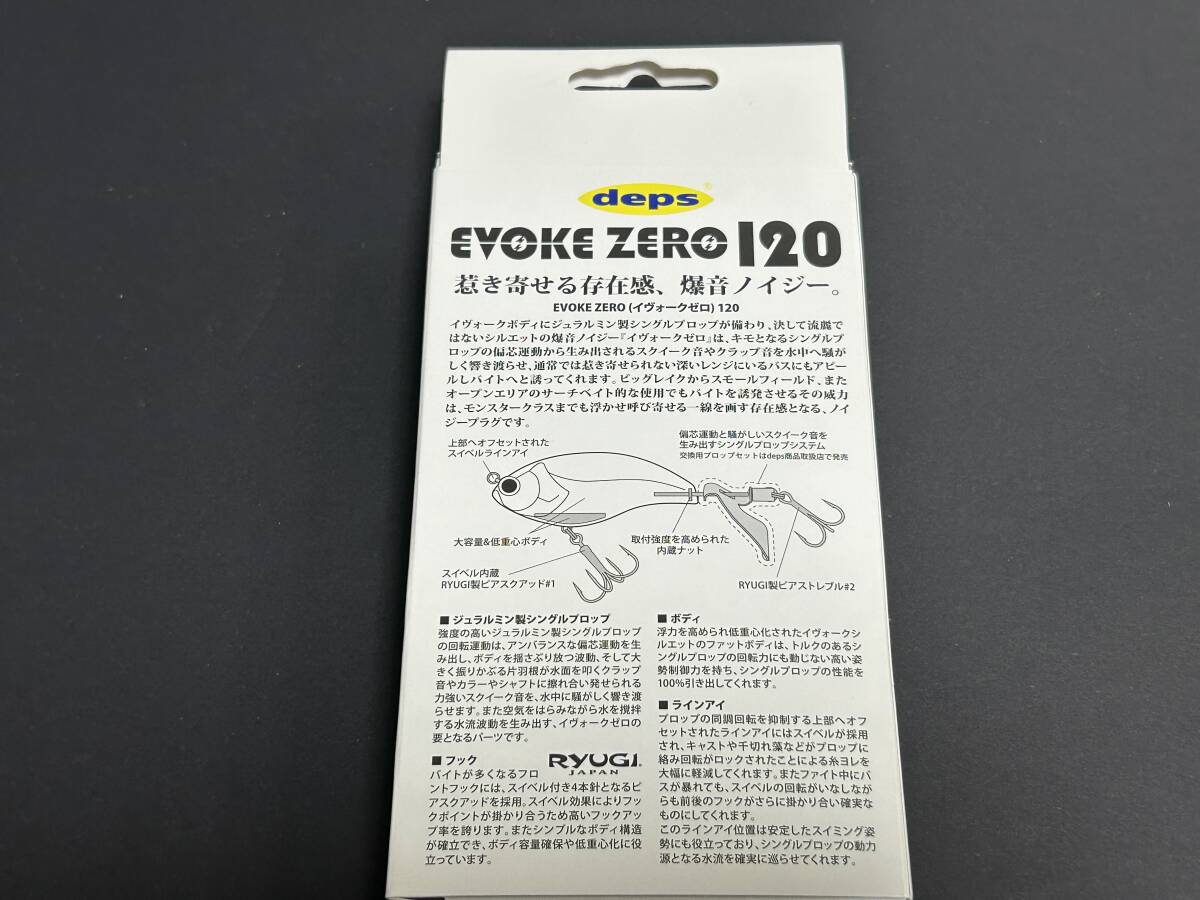 deps®
EVOKE ZERO 120
惹き寄せる存在感、爆音ノイジー。
EVOKE ZERO (イヴォークゼロ) 120
イヴォークボディにジュラルミン製シングルプロップが備わり、決して流麗で
はないシルエットの爆音ノイジー『イヴォークゼロ』は、キモとなるシングルプ
ロップの偏芯運動から生み出されるスクイーク音やクラップ音を水中へ騒が
しく響き渡らせ、通常では惹き寄せられない深いレンジにいるバスにもアピー
ルしバイトへと誘ってくれます。ビッグレイクからスモールフィールド、また
オープンエリアのサーチベイト的な使用でもバイトを誘発させるその威力
は、モンスタークラスまでも浮かせ呼び寄せる一線を画す存在感となる、ノイ
ジープラグです。
上部へオフセットされた
スイベルラインアイ
偏芯運動と騒がしいスクイーク音を
生み出すシングルプロップシステム
交換用プロップセットはdeps商品取扱店で発売
大容量&低重心ボディ
取付強度を高められた
内蔵ナット
スイベル内蔵
RYUGI製ピアスクアッド#1
RYUGI製ピアストレブル#2
■ ジュラルミン製シングルプロップ
強度の高いジュラルミン製シングルプロップ
の回転運動は、アンバランスな偏芯運動を生
み出し、ボディを揺さぶり放つ波動、そして大
きく振りかぶる片羽根が水面を叩くクラップ
音やカラーやシャフトに擦れ合い発せられる
力強いスクイーク音を、水中に騒がしく響き渡
らせます。また空気をはらみながら水を撹拌
する水流波動を生み出す、イヴォークゼロの
要となるパーツです。
■ フック
RYUGI®
JAPAN
バイトが多くなるフロ
ントフックには、スイベル付き4本針となるピ
アスクアッドを採用。スイベル効果によりフッ
クポイントが掛かり合うため高いフックアッ
プ率を誇ります。またシンプルなボディ構造
が確立でき、ボディ容量確保や低重心化に役
立っています。
■ ボディ
浮力を高められ低重心化されたイヴォークシ
ルエットのファットボディは、トルクのあるシ
ングルプロップの回転力にも動じない高い姿
勢制御力を持ち、シングルプロップの性能を
100%引き出してくれます。
■ ラインアイ
プロップの同調回転を抑制する上部へオフ
セットされたラインアイにはスイベルが採用
され、キャストや千切れ藻などがプロップに
絡み回転がロックされたことによる糸ヨレを
大幅に軽減してくれます。またファイト中にバ
スが暴れても、スイベルの回転がいなしなが
らも前後のフックがさらに掛かり合い確実な
ものにしてくれます。
このラインアイ位置は安定したスイミング姿
勢にも役立っており、シングルプロップの動力
源となる水流を確実に巡らせてくれます。